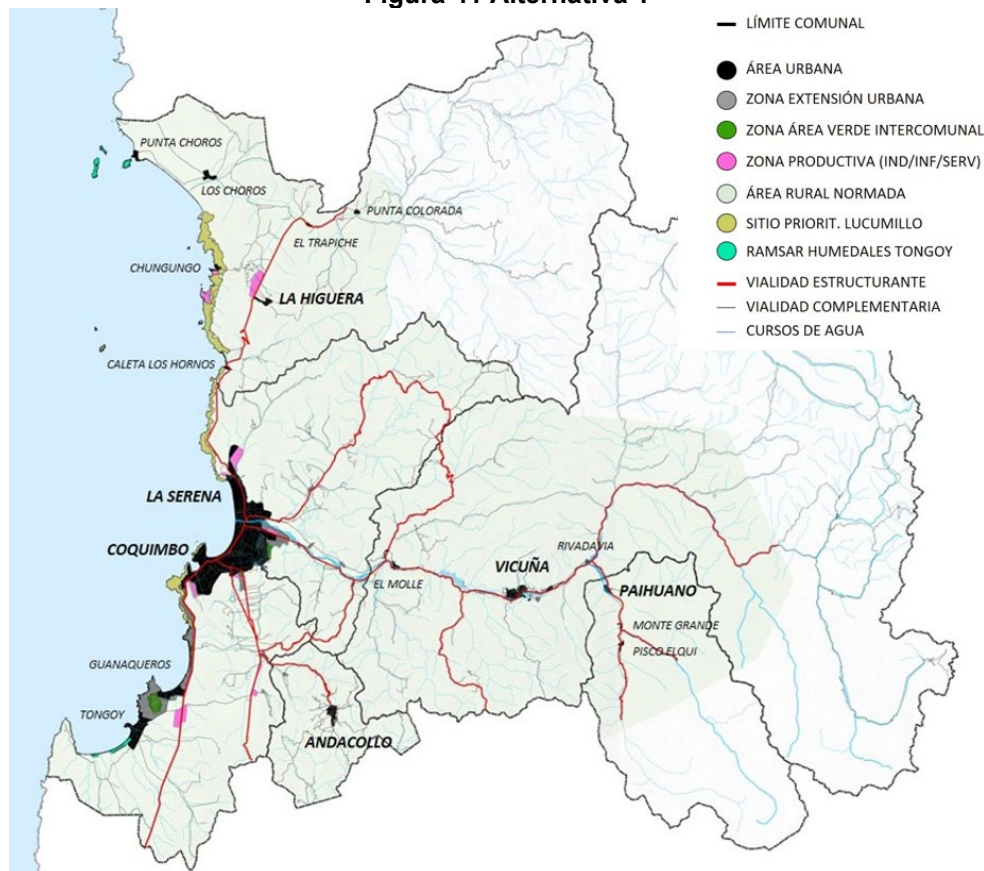 Figura 41: Alternativa 1
LÍMITE COMUNAL
ÁREA URBANA
ZONA EXTENSIÓN URBANA
ZONA ÁREA VERDE INTERCOMUNAL
ZONA PRODUCTIVA (IND/INF/SERV)
ÁREA RURAL NORMADA
SITIO PRIORIT. LUCUMILLO
RAMSAR HUMEDALES TONGOY
VIALIDAD ESTRUCTURANTE
VIALIDAD COMPLEMENTARIA
CURSOS DE AGUA
PUNTA CHOROS
LOS CHOROS
PUNTA COLORADA
EL TRAPICHE
CHUNGUNGO
LA HIGUERA
CALETA LOS HORNOS
LA SERENA
COQUIMBO
RIVADAVIA
EL MOLLE
VICUÑA
PAIHUANO
MONTE GRANDE
PISCO ELQUI
GUANAQUEROS
TONGOY
ANDACOLLO